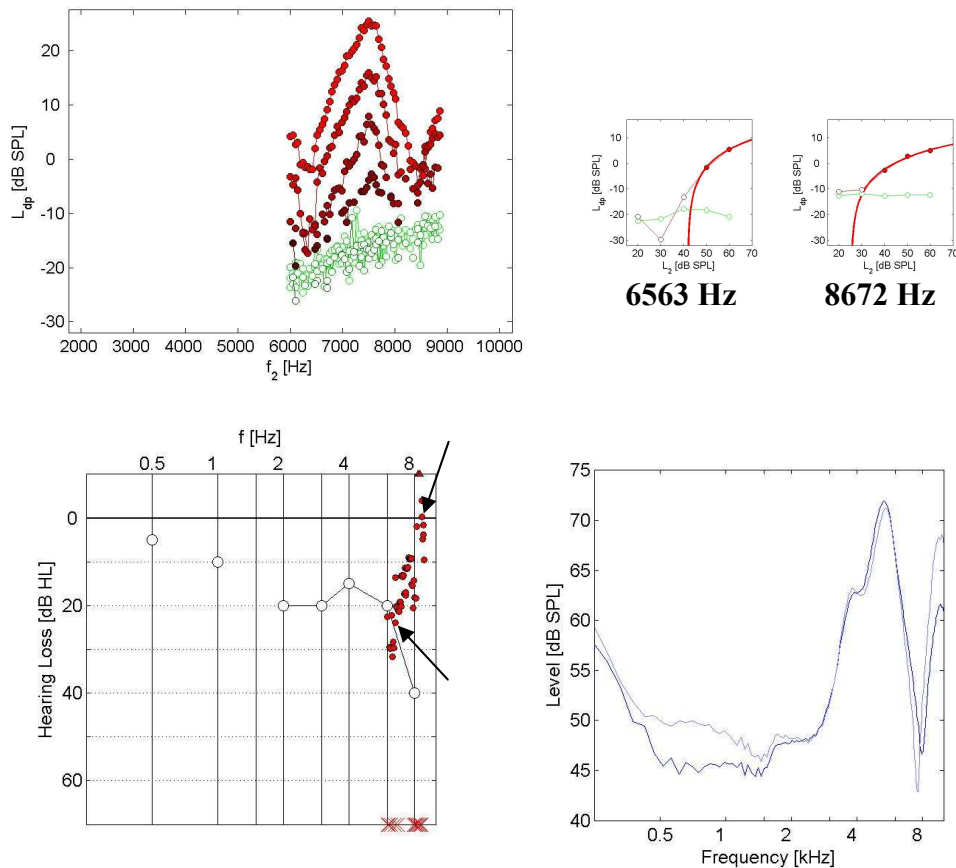 20
10
0
-10
-20
-30
L_dp [dB SPL]
2000 3000 4000 5000 6000 7000 8000 9000 10000
f_2 [Hz]
20
10
0
-10
-20
-30
L_dp [dB SPL]
20 30 40 50 60 70
L_2 [dB SPL]
6563 Hz
20
10
0
-10
-20
-30
L_dp [dB SPL]
20 30 40 50 60 70
L_2 [dB SPL]
8672 Hz
f [Hz]
0.5 1 2 4 8
0
20
40
60
Hearing Loss [dB HL]
75
70
65
60
55
50
45
40
Level [dB SPL]
0.5 1 2 4 8
Frequency [kHz]